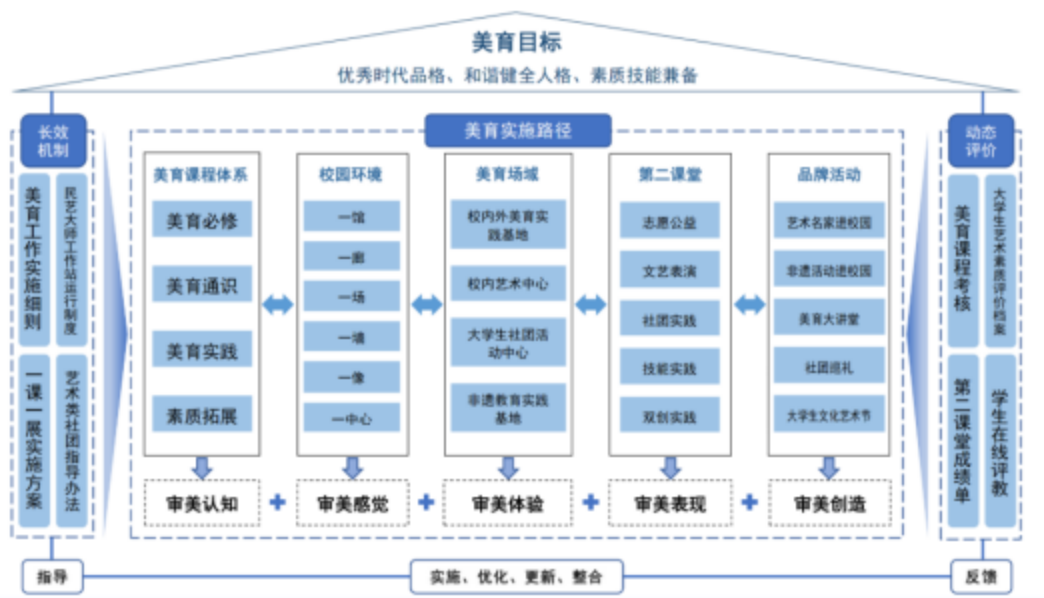 美育目标
优秀时代品格、和谐健全人格、素质技能兼备
长效
机制
美育工作实施细则
民艺大师工作站运行制度
一课一展实施方案
艺术类社团指导办法
美育实施路径
美育课程体系
美育必修
美育通识
美育实践
素质拓展
审美认知
校园环境
一馆
一廊
一场
一墙
一像
一中心
审美感觉
美育场域
校内外美育实
践基地
校内艺术中心
大学生社团活
动中心
非遗教育实践
基地
审美体验
第二课堂
志愿公益
文艺表演
社团实践
技能实践
双创实践
审美表现
品牌活动
艺术名家进校园
非遗活动进校园
美育大讲堂
社团巡礼
大学生文化艺术节
审美创造
动态
评价
美育课程考核
大学生艺术素质评价档案
第二课堂成绩单
学生在线评教
指导
实施、优化、更新、整合
反馈